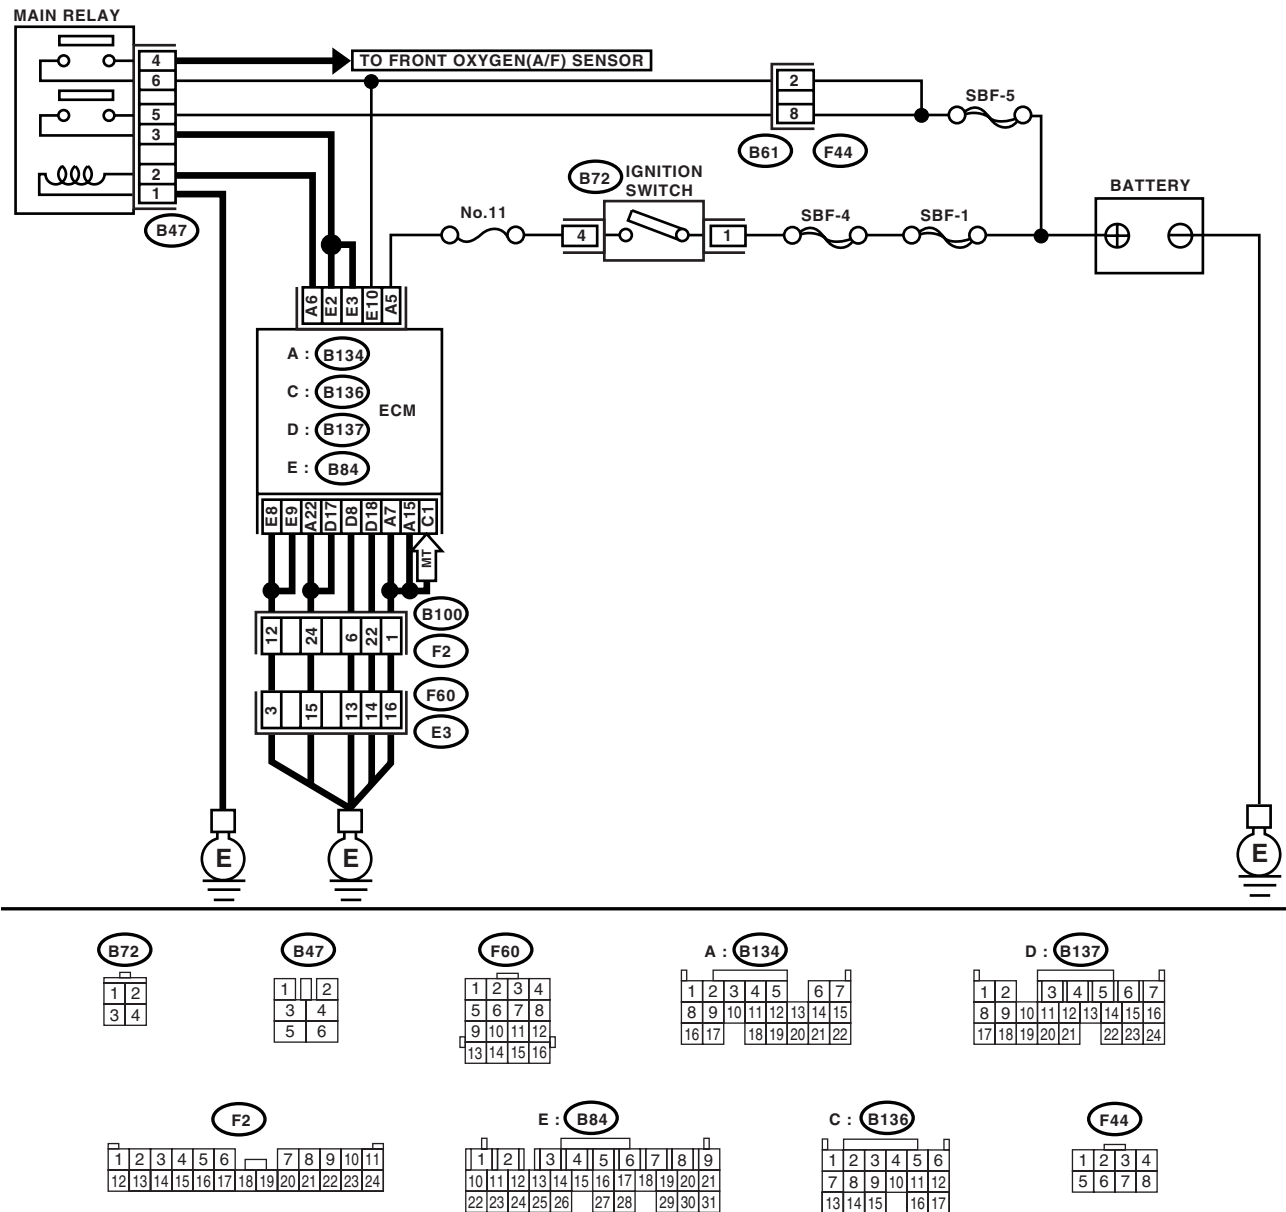 MAIN RELAY
4
6
5
3
2
1
B47
TO FRONT OXYGEN(A/F) SENSOR
2
8
B61
F44
SBF-5
B72
IGNITION
SWITCH
No.11
4
1
SBF-4
SBF-1
BATTERY
A6 E2 E3 E10 A5
A : B134
C : B136
D : B137
E : B84
ECM
E8 E9 A22 D17 D8 D18 A7 A15 C1
MT
B100
12 24 6 22 1
F2
F60
3 15 13 14 16
E3
E
E
E
B72
1 2
3 4
B47
1 2
3 4
5 6
F60
1 2 3 4
5 6 7 8
9 10 11 12
13 14 15 16
A : B134
1 2 3 4 5 6 7
8 9 10 11 12 13 14 15
16 17 18 19 20 21 22
D : B137
1 2 3 4 5 6 7
8 9 10 11 12 13 14 15 16
17 18 19 20 21 22 23 24
F2
1 2 3 4 5 6 7 8 9 10 11
12 13 14 15 16 17 18 19 20 21 22 23 24
E : B84
1 2 3 4 5 6 7 8 9
10 11 12 13 14 15 16 17 18 19 20 21
22 23 24 25 26 27 28 29 30 31
C : B136
1 2 3 4 5 6
7 8 9 10 11 12
13 14 15 16 17
F44
1 2 3 4
5 6 7 8